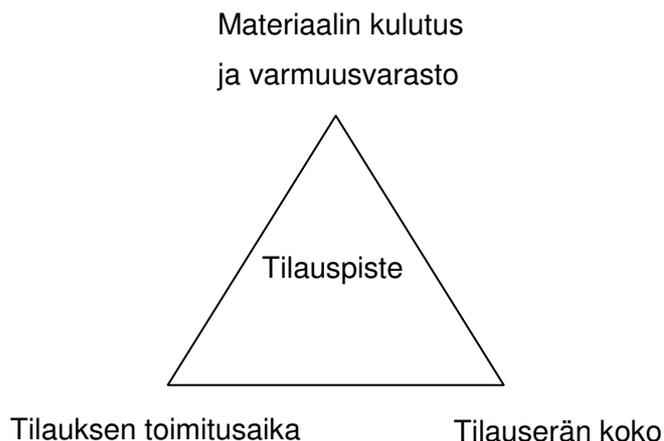 Materiaalin kulutus
ja varmuusvarasto
Tilauspiste
Tilauksen toimitusaika
Tilauserän koko